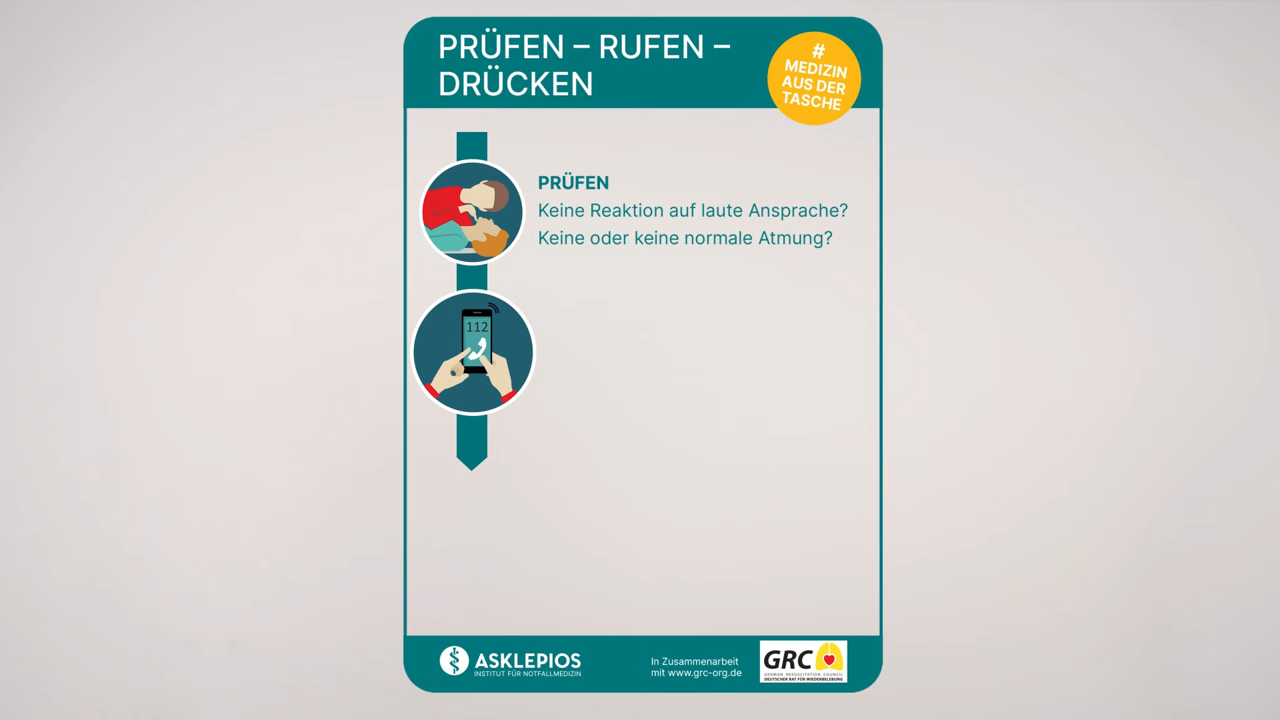 PRÜFEN – RUFEN –
DRÜCKEN
#
MEDIZIN
AUS DER
TASCHE
PRÜFEN
Keine Reaktion auf laute Ansprache?
Keine oder keine normale Atmung?
112
ASKLEPIOS
INSTITUT FÜR NOTFALLMEDIZIN
In Zusammenarbeit
mit www.grc-org.de
GRC
GERMAN RESUSCITATION COUNCIL
DEUTSCHER RAT FÜR WIEDERBELEBUNG